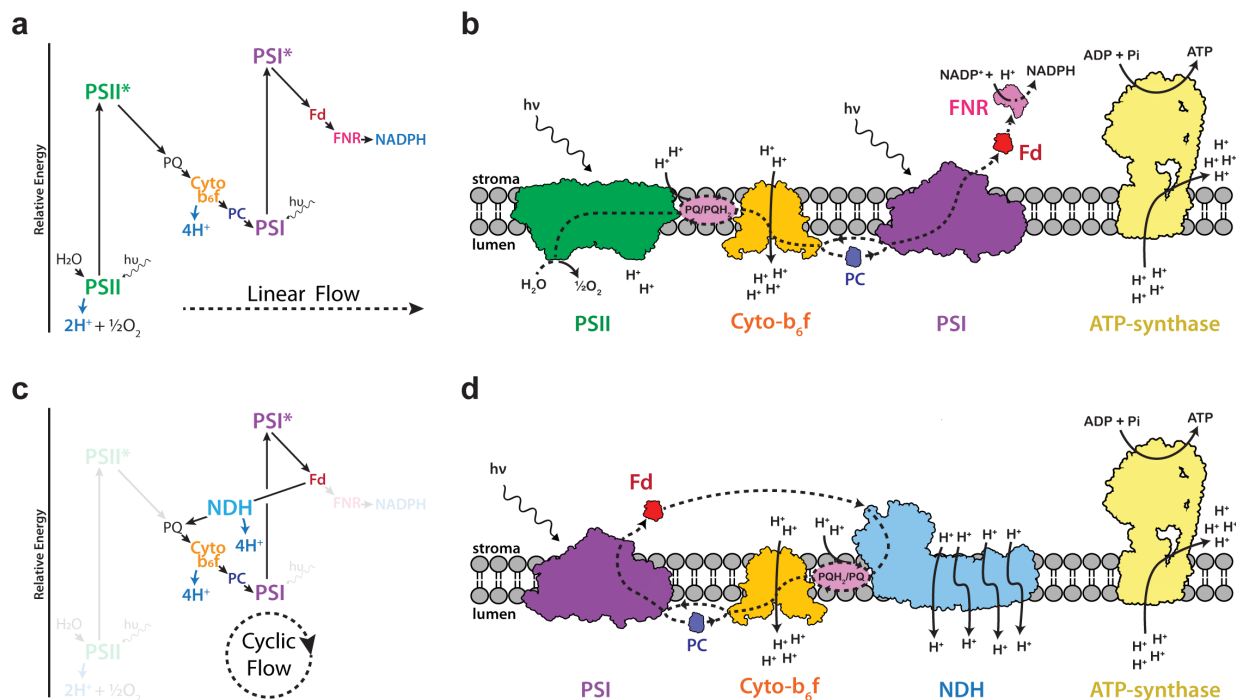 a
Relative Energy
PSI*
PSII*
Fd
FNR
NADPH
PQ
Cyto
b₆f
4H⁺
PC
PSI
hυ
H₂O
hυ
PSII
2H⁺ + ½O₂
Linear Flow
b
ADP + Pi
ATP
NADP⁺ + H⁺
NADPH
FNR
hν
hν
Fd
H⁺
H⁺
H⁺
H⁺
H⁺
H⁺
H⁺
stroma
PQ/PQH₂
lumen
H₂O
½O₂
H⁺
H⁺
H⁺
H⁺
H⁺
H⁺
PC
H⁺
H⁺
H⁺
H⁺
PSII
Cyto-b₆f
PSI
ATP-synthase
c
Relative Energy
PSI*
PSII*
Fd
FNR
NADPH
NDH
PQ
4H⁺
Cyto
b₆f
4H⁺
PC
PSI
hυ
H₂O
hυ
PSII
2H⁺ + ½O₂
Cyclic
Flow
d
ADP + Pi
ATP
hν
Fd
H⁺
H⁺
H⁺
H⁺
H⁺
H⁺
H⁺
H⁺
H⁺
H⁺
H⁺
stroma
PQH₂/PQ
lumen
PC
H⁺
H⁺
H⁺
H⁺
H⁺
H⁺
H⁺
H⁺
H⁺
H⁺
H⁺
H⁺
PSI
Cyto-b₆f
NDH
ATP-synthase